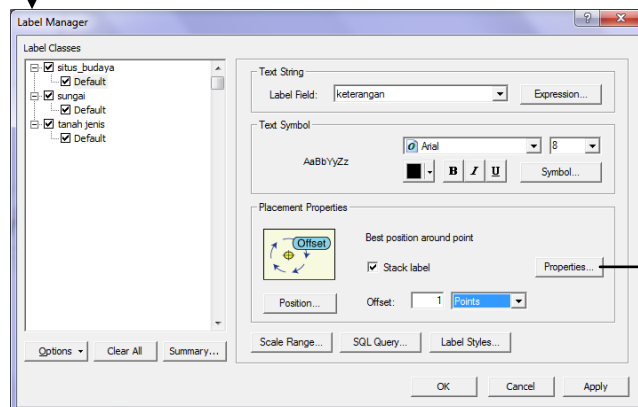 Label Manager
Label Classes
situs_budaya
Default
sungai
Default
tanah jenis
Default
Options
Clear All
Summary...
Text String
Label Field: keterangan
Expression...
Text Symbol
AaBbYyZz
Arial
8
B I U
Symbol...
Placement Properties
Offset
Best position around point
Stack label
Properties...
Position...
Offset: 1 Points
Scale Range...
SQL Query...
Label Styles...
OK
Cancel
Apply